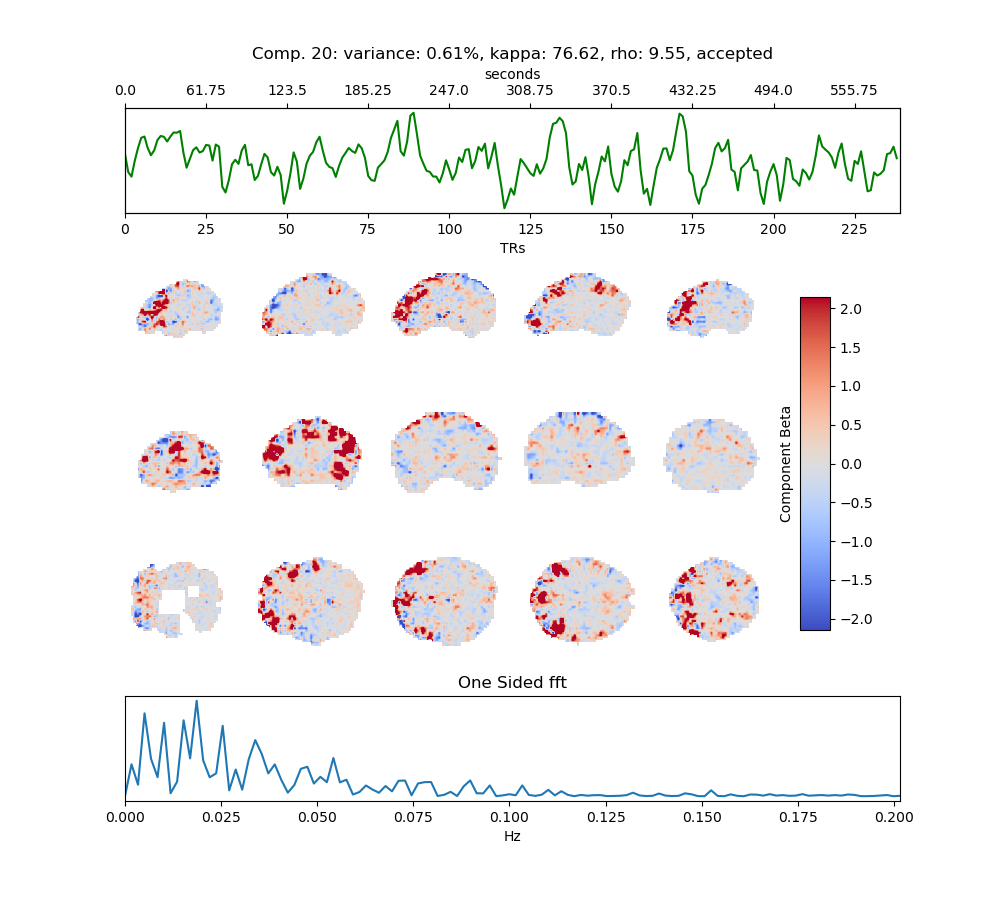 Comp. 20: variance: 0.61%, kappa: 76.62, rho: 9.55, accepted
seconds
0.0 61.75 123.5 185.25 247.0 308.75 370.5 432.25 494.0 555.75
0 25 50 75 100 125 150 175 200 225
TRs
2.0
1.5
1.0
0.5
0.0
−0.5
−1.0
−1.5
−2.0
Component Beta
One Sided fft
0.000 0.025 0.050 0.075 0.100 0.125 0.150 0.175 0.200
Hz